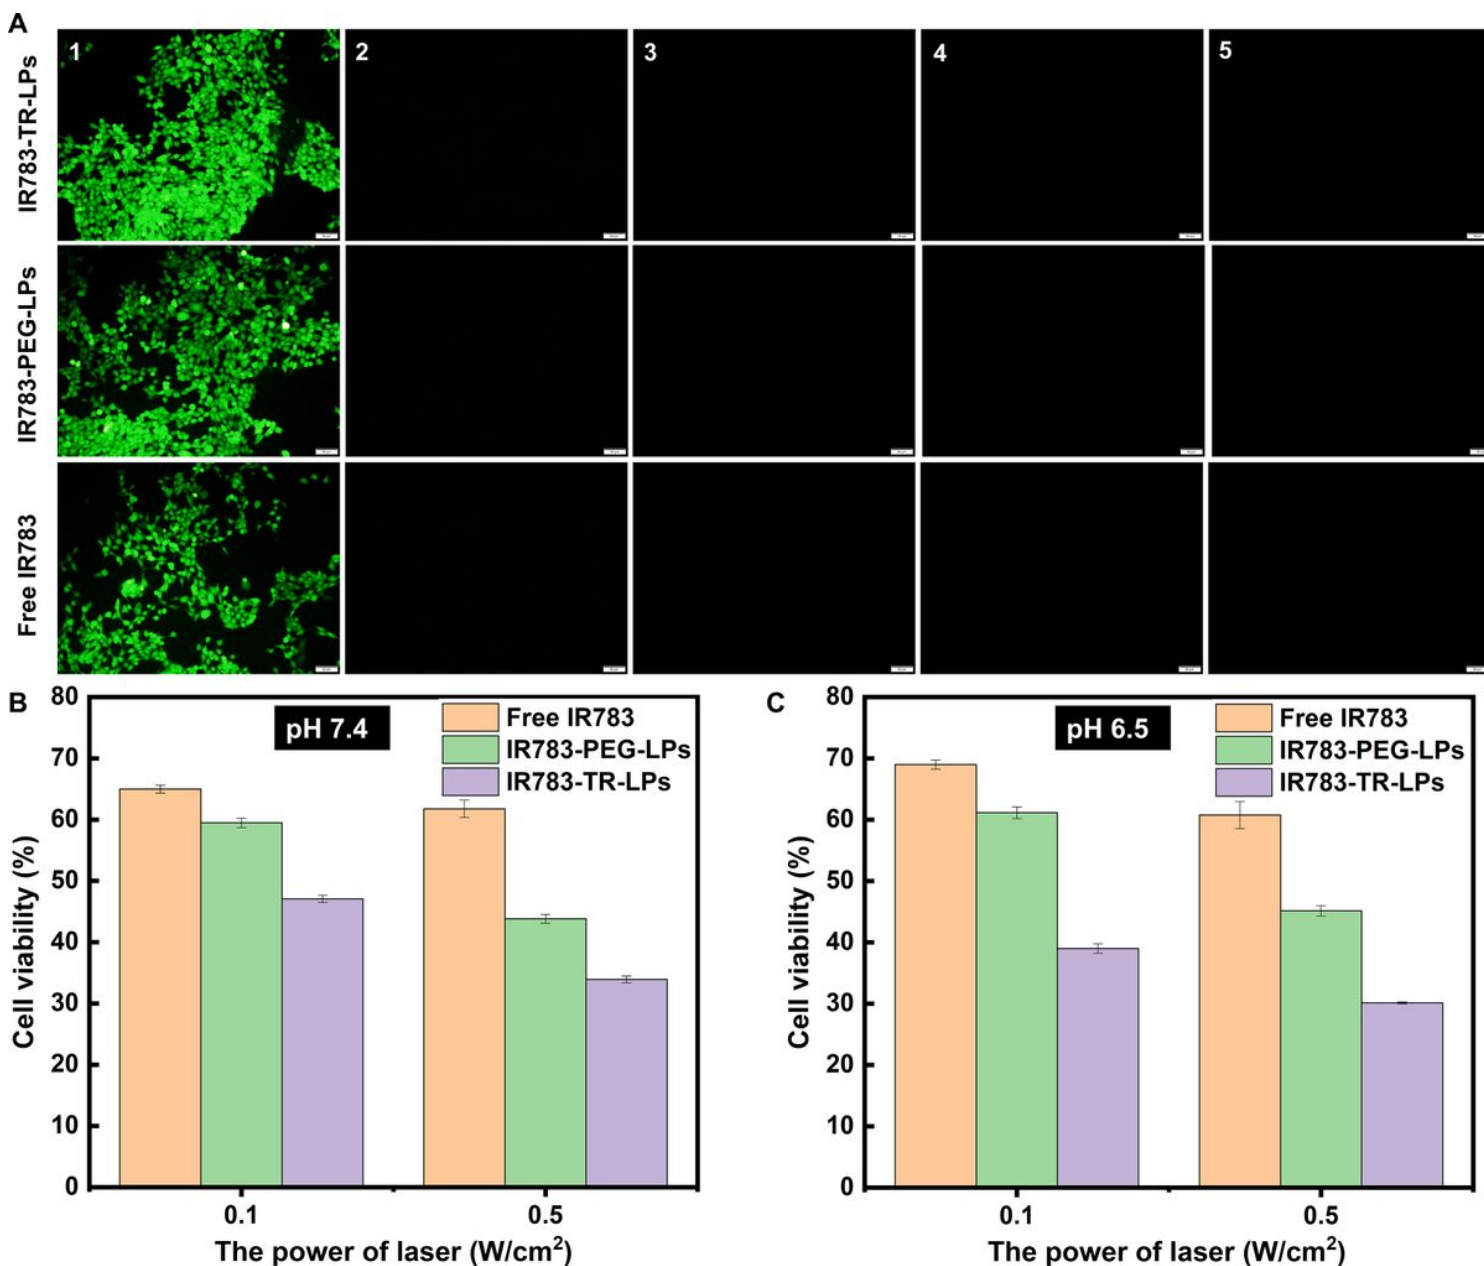 A
1
2
3
4
5
IR783-TR-LPs
IR783-PEG-LPs
Free IR783
B
pH 7.4
Free IR783
IR783-PEG-LPs
IR783-TR-LPs
Cell viability (%)
80
70
60
50
40
30
20
10
0
0.1
0.5
The power of laser (W/cm²)
C
pH 6.5
Free IR783
IR783-PEG-LPs
IR783-TR-LPs
Cell viability (%)
80
70
60
50
40
30
20
10
0
0.1
0.5
The power of laser (W/cm²)